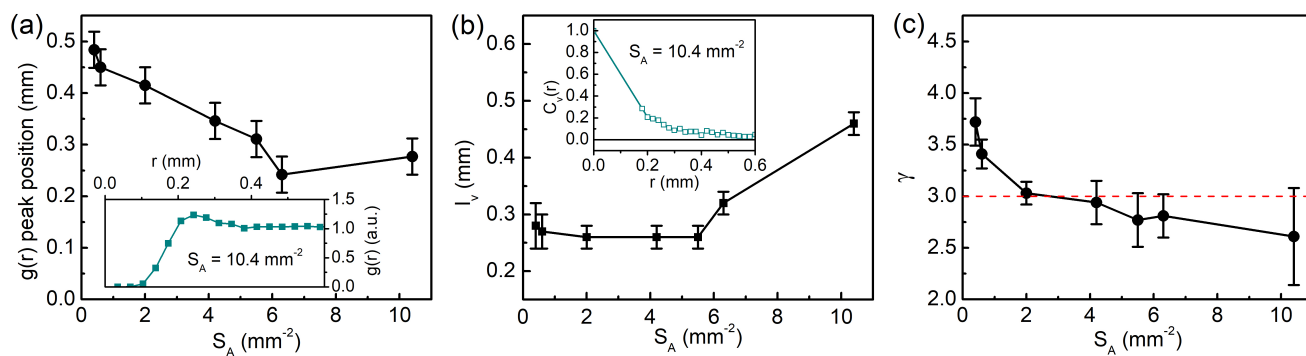 (a)
g(r) peak position (mm)
0.5
0.4
0.3
0.2
0.1
0.0
0 2 4 6 8 10
S_A (mm⁻²)
r (mm)
0.0 0.2 0.4
1.5
1.0
0.5
0.0
g(r) (a.u.)
S_A = 10.4 mm⁻²
(b)
l_v (mm)
0.6
0.5
0.4
0.3
0.2
0 2 4 6 8 10
S_A (mm⁻²)
C_v(r)
1.0
0.8
0.6
0.4
0.2
0.0
0.0 0.2 0.4 0.6
r (mm)
S_A = 10.4 mm⁻²
(c)
γ
4.5
4.0
3.5
3.0
2.5
2.0
0 2 4 6 8 10
S_A (mm⁻²)